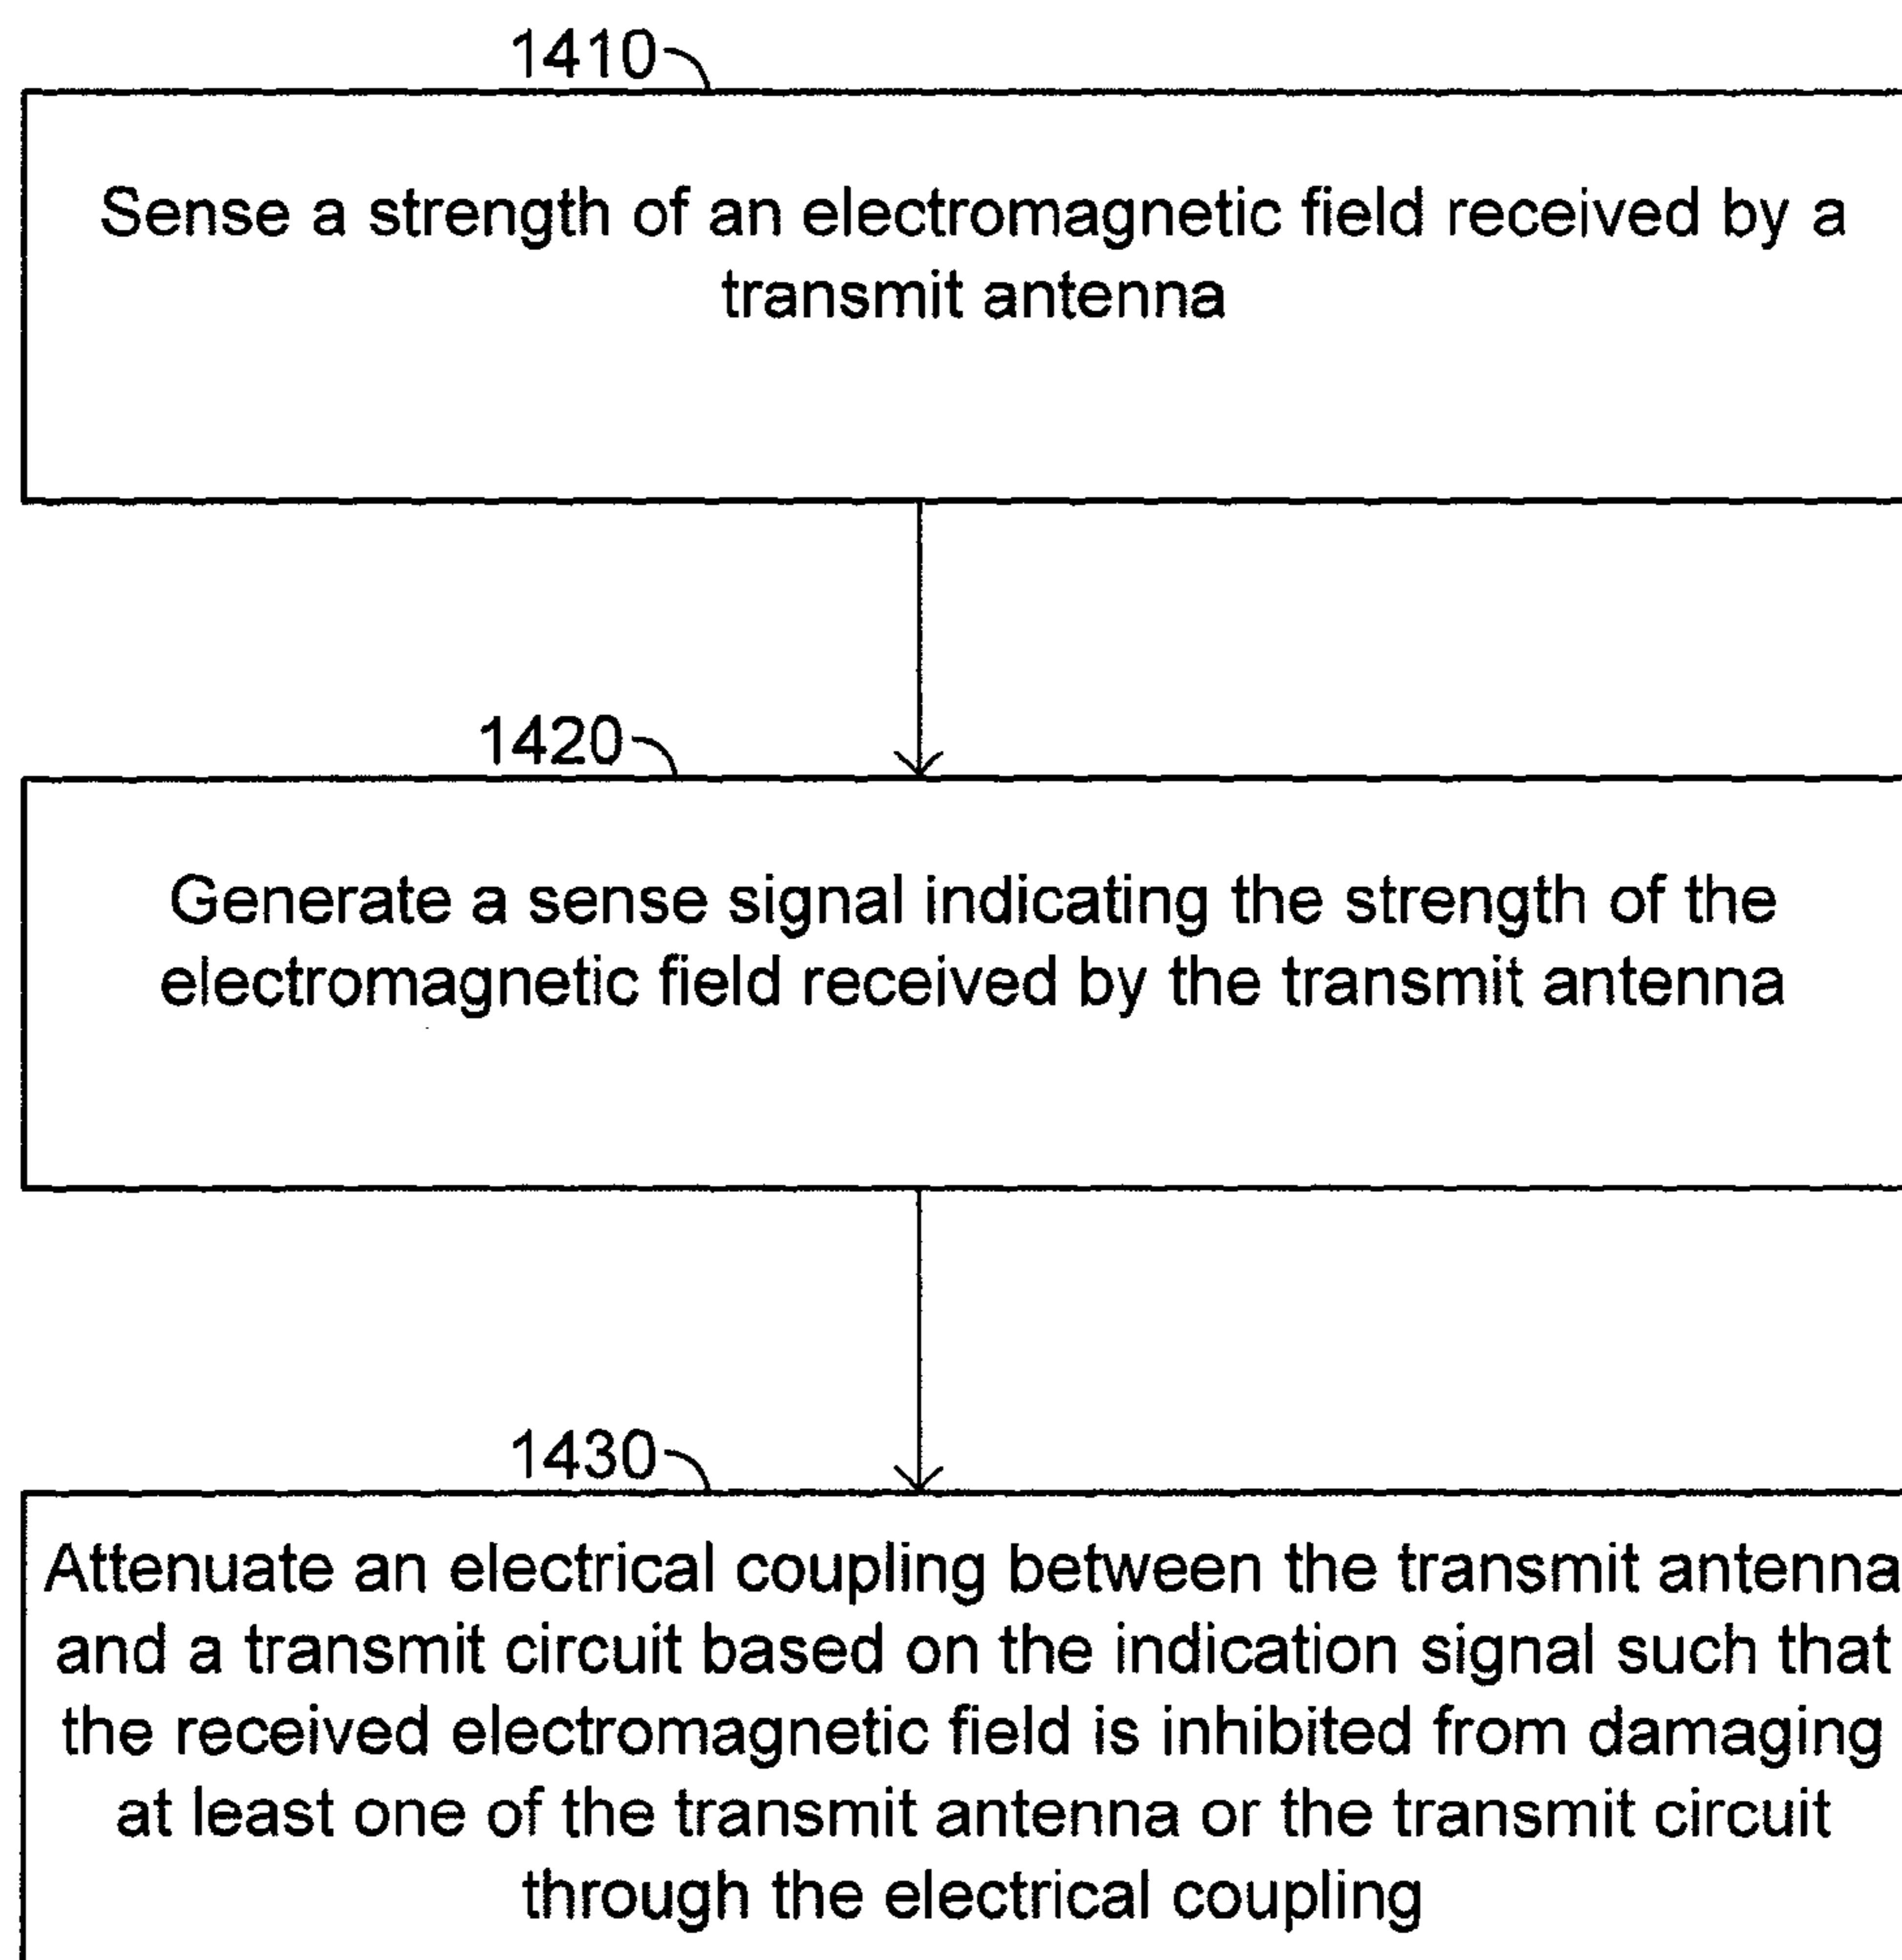 1410
Sense a strength of an electromagnetic field received by a
transmit antenna
1420
Generate a sense signal indicating the strength of the
electromagnetic field received by the transmit antenna
1430
Attenuate an electrical coupling between the transmit antenna
and a transmit circuit based on the indication signal such that
the received electromagnetic field is inhibited from damaging
at least one of the transmit antenna or the transmit circuit
through the electrical coupling